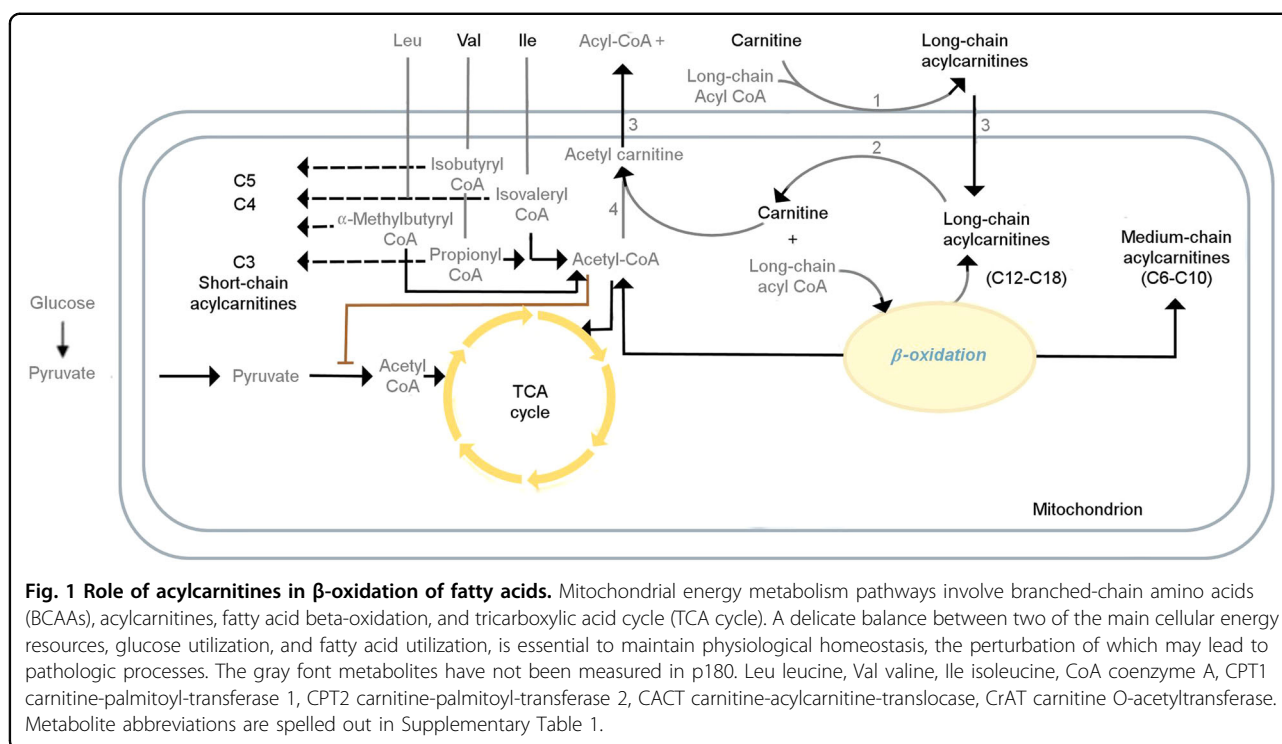 Leu Val Ile Acyl-CoA + Carnitine Long-chain
acylcarnitines
Long-chain
Acyl CoA
1
3 3
Acetyl carnitine 2
Isobutyryl
CoA
C5
C4
Isovaleryl
CoA
4
α-Methylbutyryl
CoA
Carnitine
+
Long-chain
acylcarnitines
(C12-C18)
Medium-chain
acylcarnitines
(C6-C10)
C3
Short-chain
acylcarnitines
Propionyl
CoA
Acetyl-CoA
Long-chain
acyl CoA
Glucose
Pyruvate
Pyruvate
Acetyl
CoA
TCA
cycle
β-oxidation
Mitochondrion
Fig. 1 Role of acylcarnitines in β-oxidation of fatty acids. Mitochondrial energy metabolism pathways involve branched-chain amino acids
(BCAAs), acylcarnitines, fatty acid beta-oxidation, and tricarboxylic acid cycle (TCA cycle). A delicate balance between two of the main cellular energy
resources, glucose utilization, and fatty acid utilization, is essential to maintain physiological homeostasis, the perturbation of which may lead to
pathologic processes. The gray font metabolites have not been measured in p180. Leu leucine, Val valine, Ile isoleucine, CoA coenzyme A, CPT1
carnitine-palmitoyl-transferase 1, CPT2 carnitine-palmitoyl-transferase 2, CACT carnitine-acylcarnitine-translocase, CrAT carnitine O-acetyltransferase.
Metabolite abbreviations are spelled out in Supplementary Table 1.